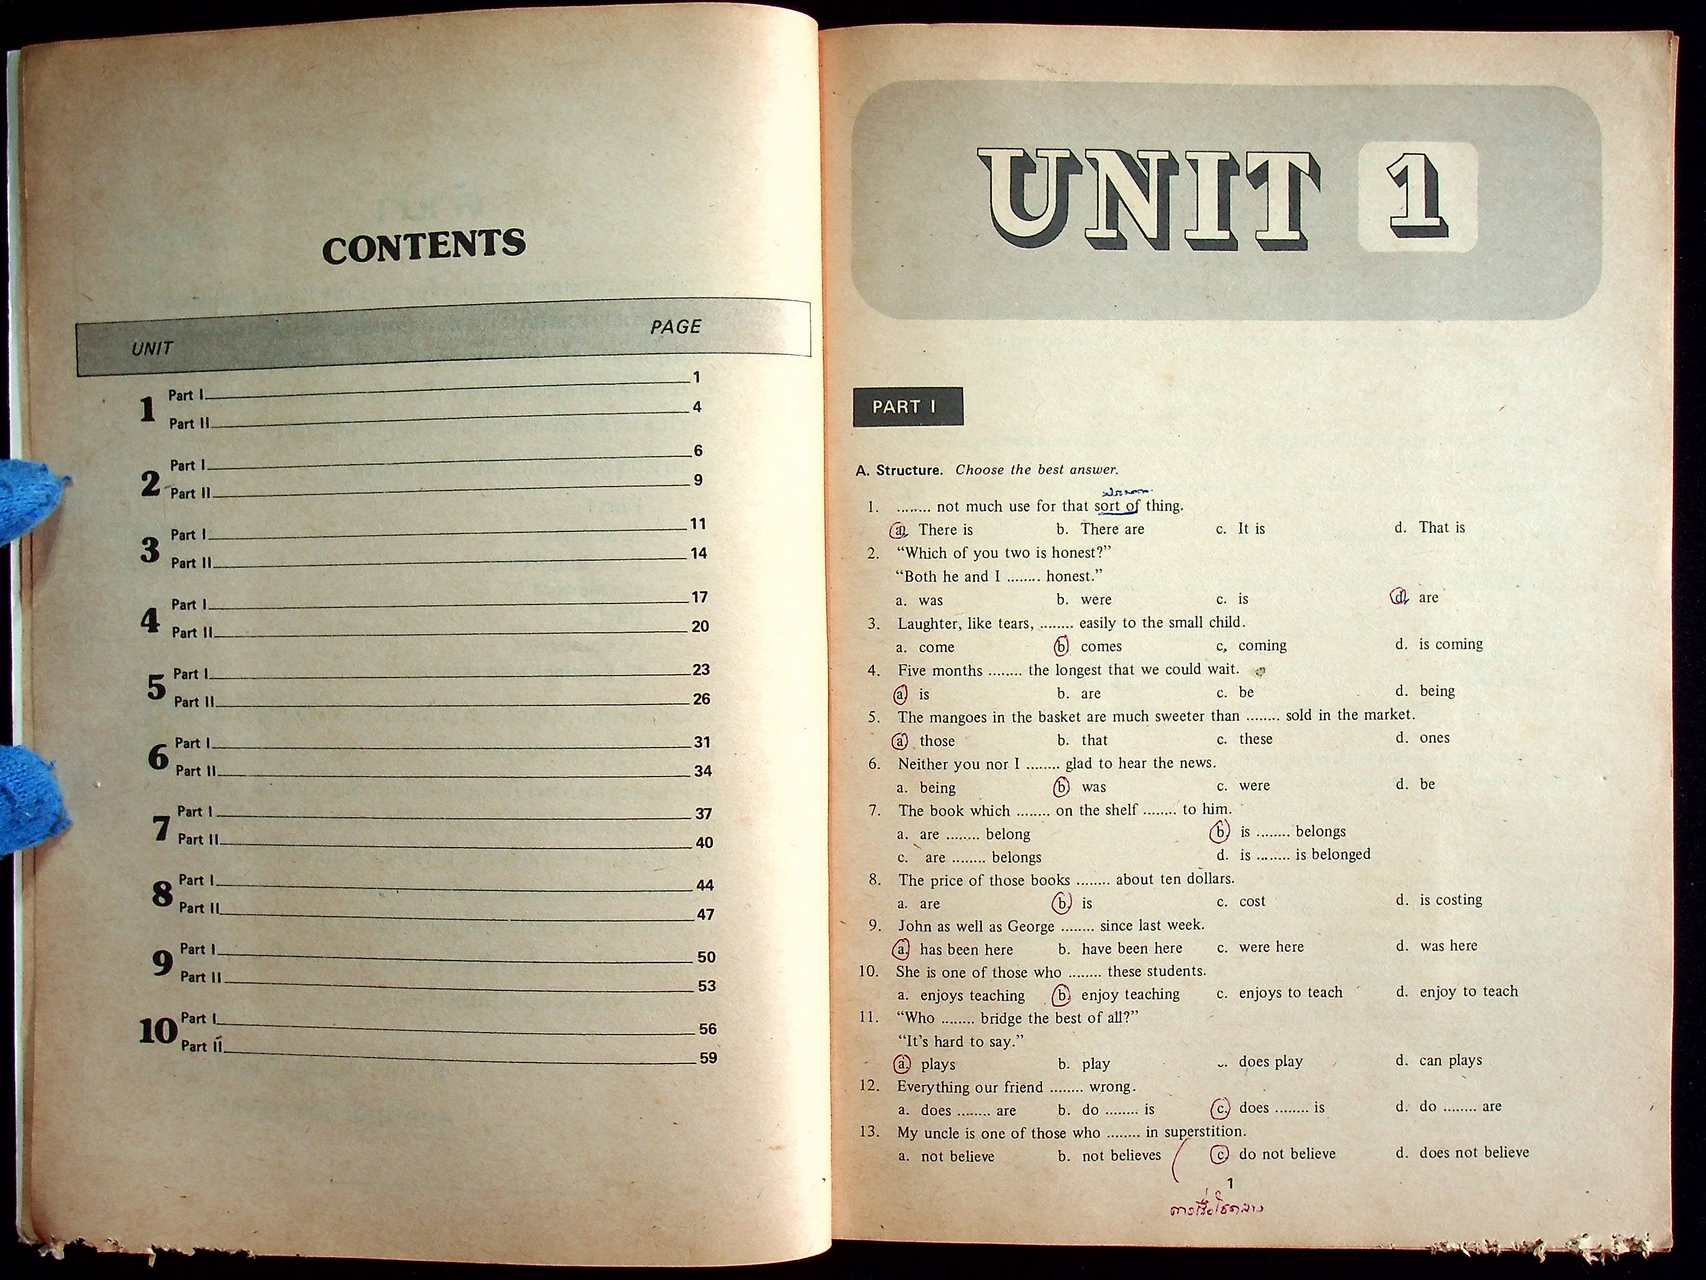 CONTENTS
UNIT PAGE
1 Part I 1
Part II 4
2 Part I 6
Part II 9
3 Part I 11
Part II 14
4 Part I 17
Part II 20
5 Part I 23
Part II 26
6 Part I 31
Part II 34
7 Part I 37
Part II 40
8 Part I 44
Part II 47
9 Part I 50
Part II 53
10 Part I 56
Part II 59
UNIT 1
PART I
A. Structure. Choose the best answer.
1. ........ not much use for that sort of thing.
a. There is b. There are c. It is d. That is
2. “Which of you two is honest?”
“Both he and I ........ honest.”
a. was b. were c. is d. are
3. Laughter, like tears, ........ easily to the small child.
a. come b. comes c. coming d. is coming
4. Five months ........ the longest that we could wait.
a. is b. are c. be d. being
5. The mangoes in the basket are much sweeter than ........ sold in the market.
a. those b. that c. these d. ones
6. Neither you nor I ........ glad to hear the news.
a. being b. was c. were d. be
7. The book which ........ on the shelf ........ to him.
a. are ........ belong b. is ........ belongs
c. are ........ belongs d. is ........ is belonged
8. The price of those books ........ about ten dollars.
a. are b. is c. cost d. is costing
9. John as well as George ........ since last week.
a. has been here b. have been here c. were here d. was here
10. She is one of those who ........ these students.
a. enjoys teaching b. enjoy teaching c. enjoys to teach d. enjoy to teach
11. “Who ........ bridge the best of all?”
“It’s hard to say.”
a. plays b. play does play d. can plays
12. Everything our friend ........ wrong.
a. does ........ are b. do ........ is c. does ........ is d. do ........ are
13. My uncle is one of those who ........ in superstition.
a. not believe b. not believes c. do not believe d. does not believe
1